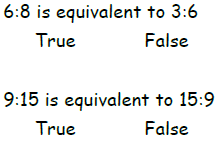 6:8 is equivalent to 3:6
True False
9:15 is equivalent to 15:9
True False